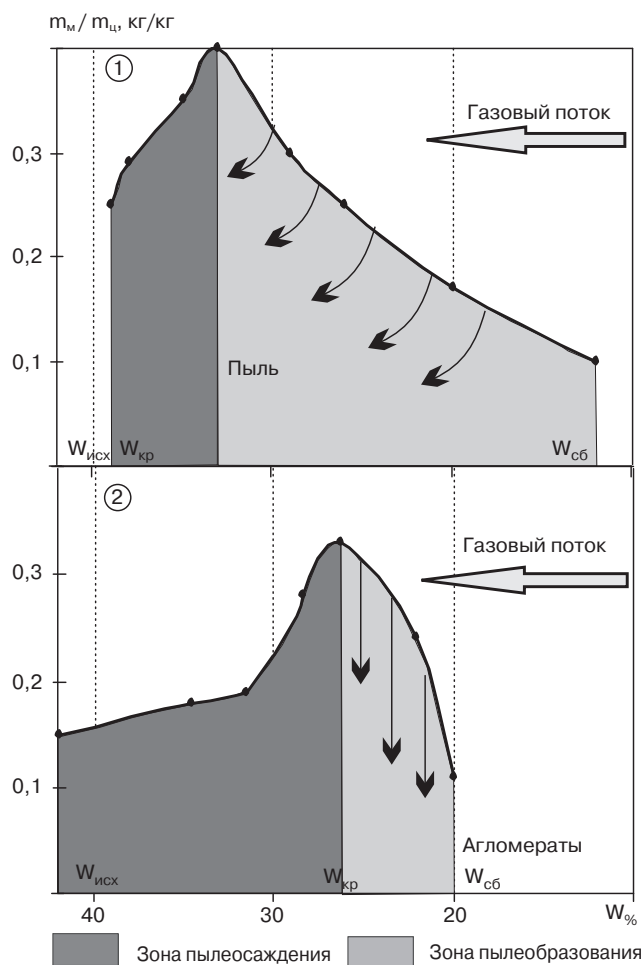 mм / mц, кг/кг
1
Газовый поток
0,3
0,2
0,1
Пыль
Wисх Wкр Wсб
2
Газовый поток
0,3
0,2
0,1
Агломераты
Wисх Wкр Wсб
40 30 20 W%
Зона пылеосаждения Зона пылеобразования